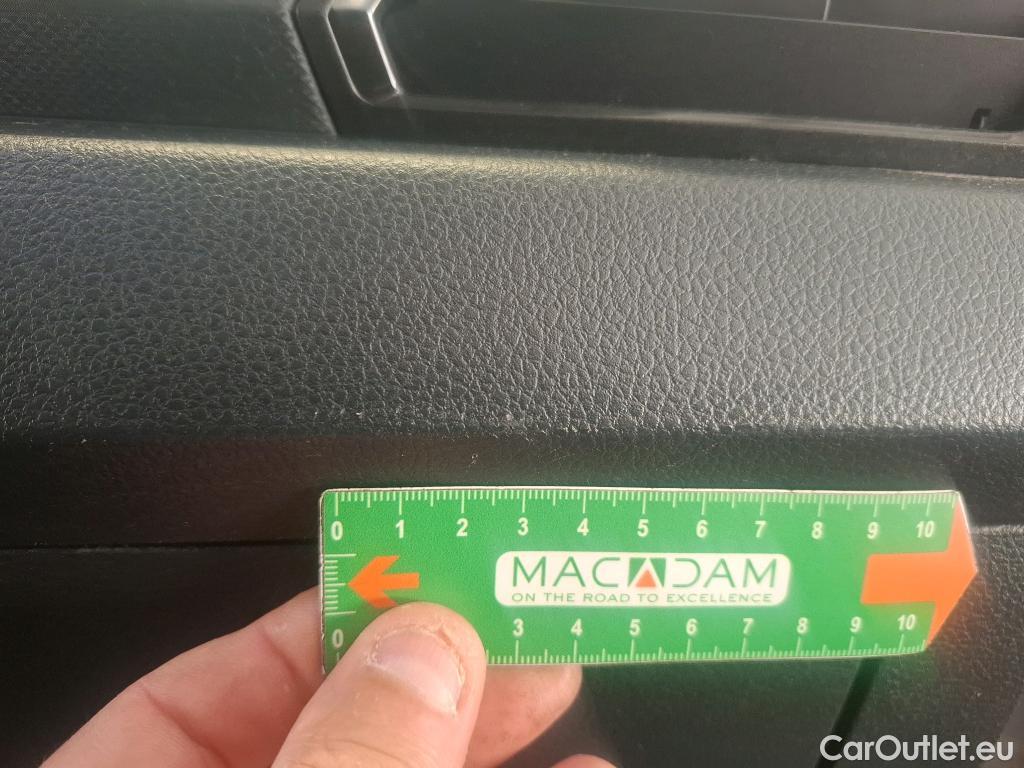 0 1 2 3 4 5 6 7 8 9 10
MACADAM
ON THE ROAD TO EXCELLENCE
0 3 4 5 6 7 8 9 10
CarOutlet.eu